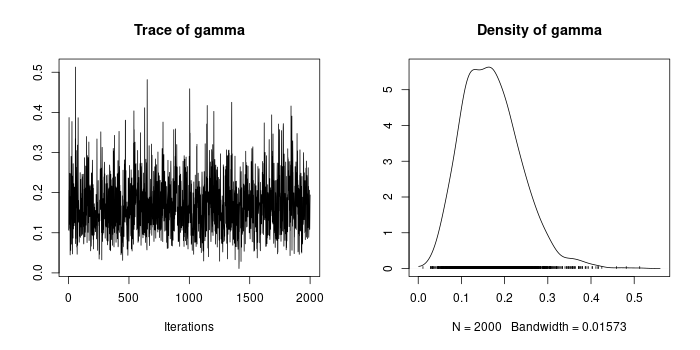 Trace of gamma
0.0 0.1 0.2 0.3 0.4 0.5
0 500 1000 1500 2000
Iterations
Density of gamma
0 1 2 3 4 5
0.0 0.1 0.2 0.3 0.4 0.5
N = 2000 Bandwidth = 0.01573